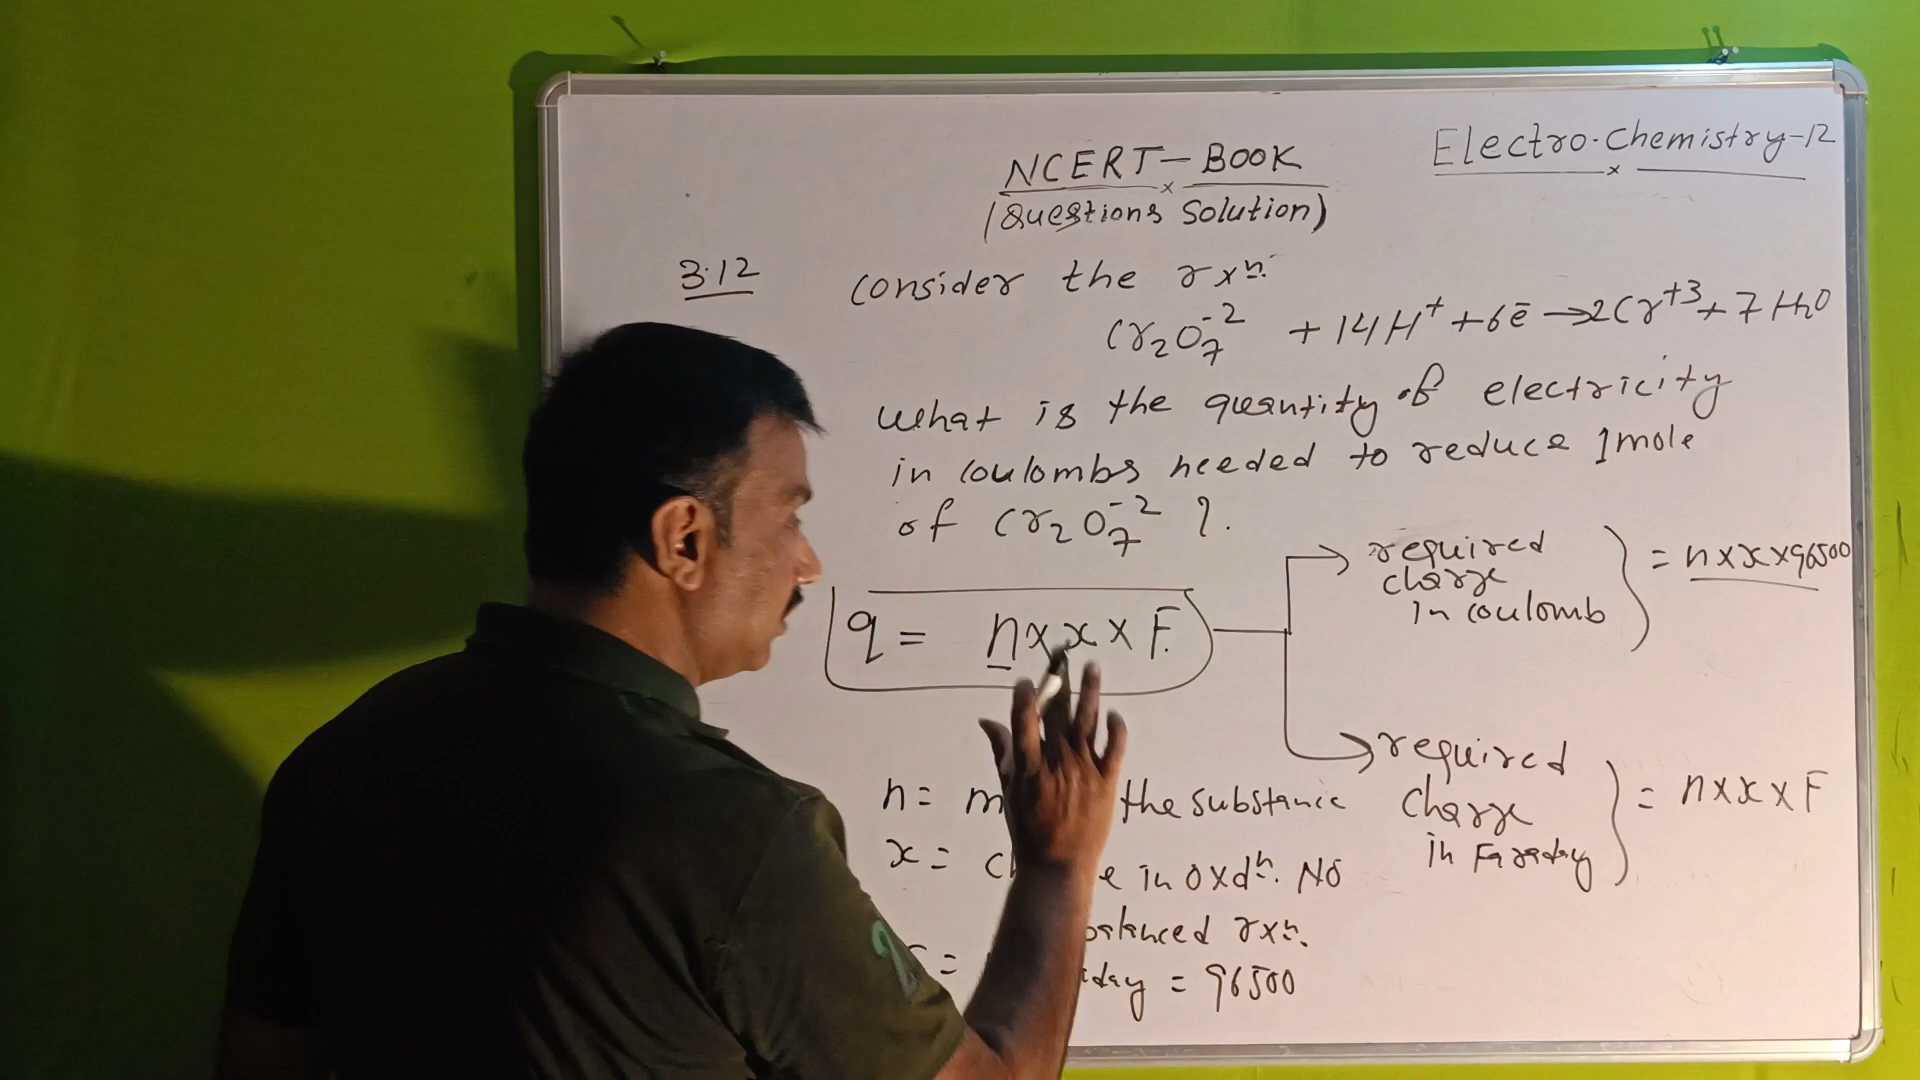 Electro.Chemistry-12
NCERT-BOOK
(Questions Solution)
3.12 Consider the rxn.
Cr2O7^-2 + 14H^+ + 6e̅ → 2Cr^+3 + 7H2O
What is the quantity of electricity
in coulombs needed to reduce 1mole
of Cr2O7^-2 ?.
q = n×x×F.
required
charge
in coulomb
= n×x×96500
required
charge
in Faraday
= n×x×F
n= the substance
x= e in oxdn. No
balanced rxn.
= = 96500